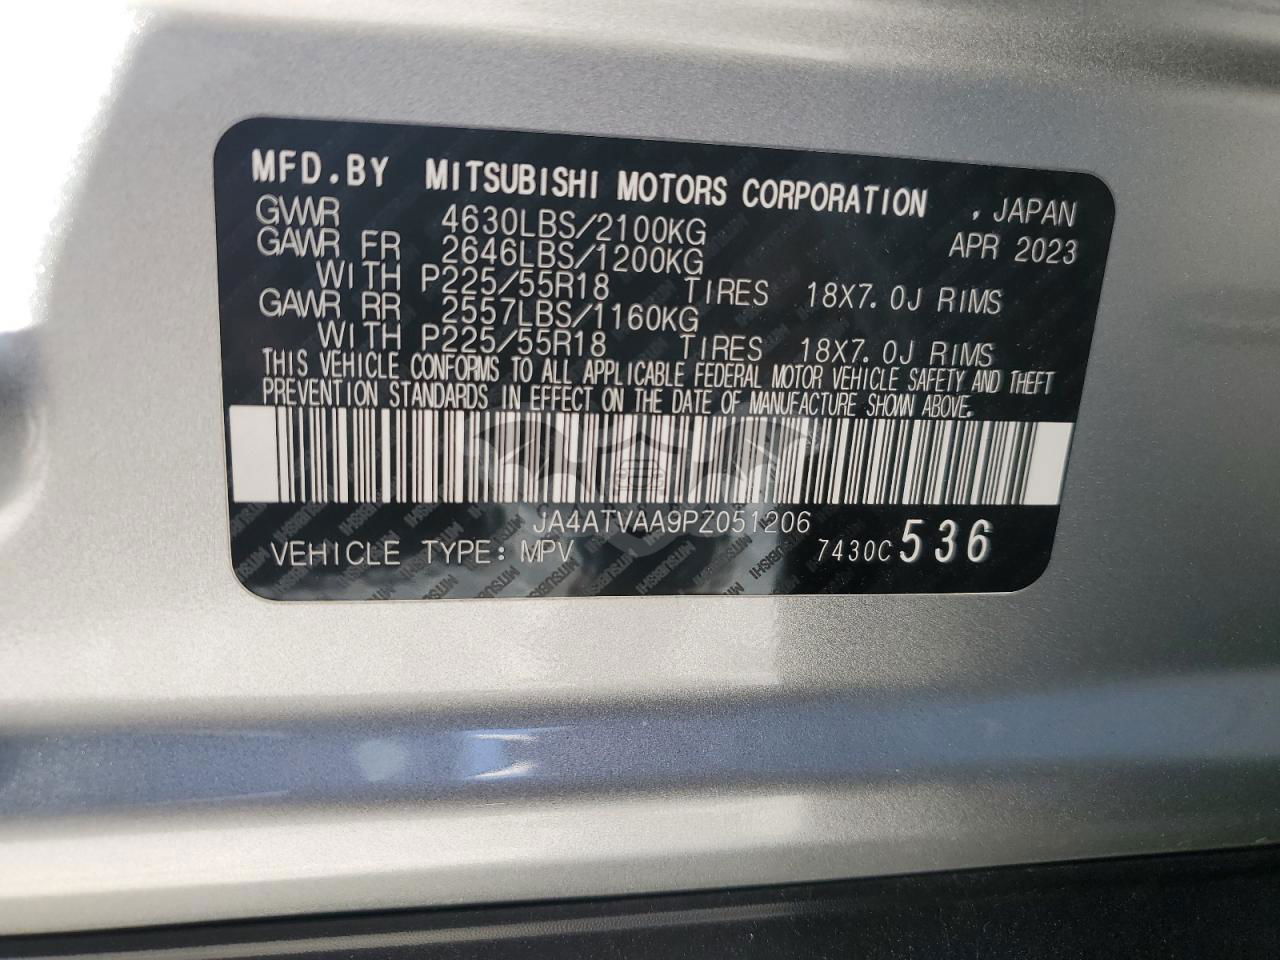 MFD.BY MITSUBISHI MOTORS CORPORATION , JAPAN
GVWR 4630LBS/2100KG APR 2023
GAWR FR 2646LBS/1200KG
WITH P225/55R18 TIRES 18X7.0J RIMS
GAWR RR 2557LBS/1160KG
WITH P225/55R18 TIRES 18X7.0J RIMS
THIS VEHICLE CONFORMS TO ALL APPLICABLE FEDERAL MOTOR VEHICLE SAFETY AND THEFT
PREVENTION STANDARDS IN EFFECT ON THE DATE OF MANUFACTURE SHOWN ABOVE.
JA4ATVAA9PZ051206
VEHICLE TYPE: MPV 7430C 536